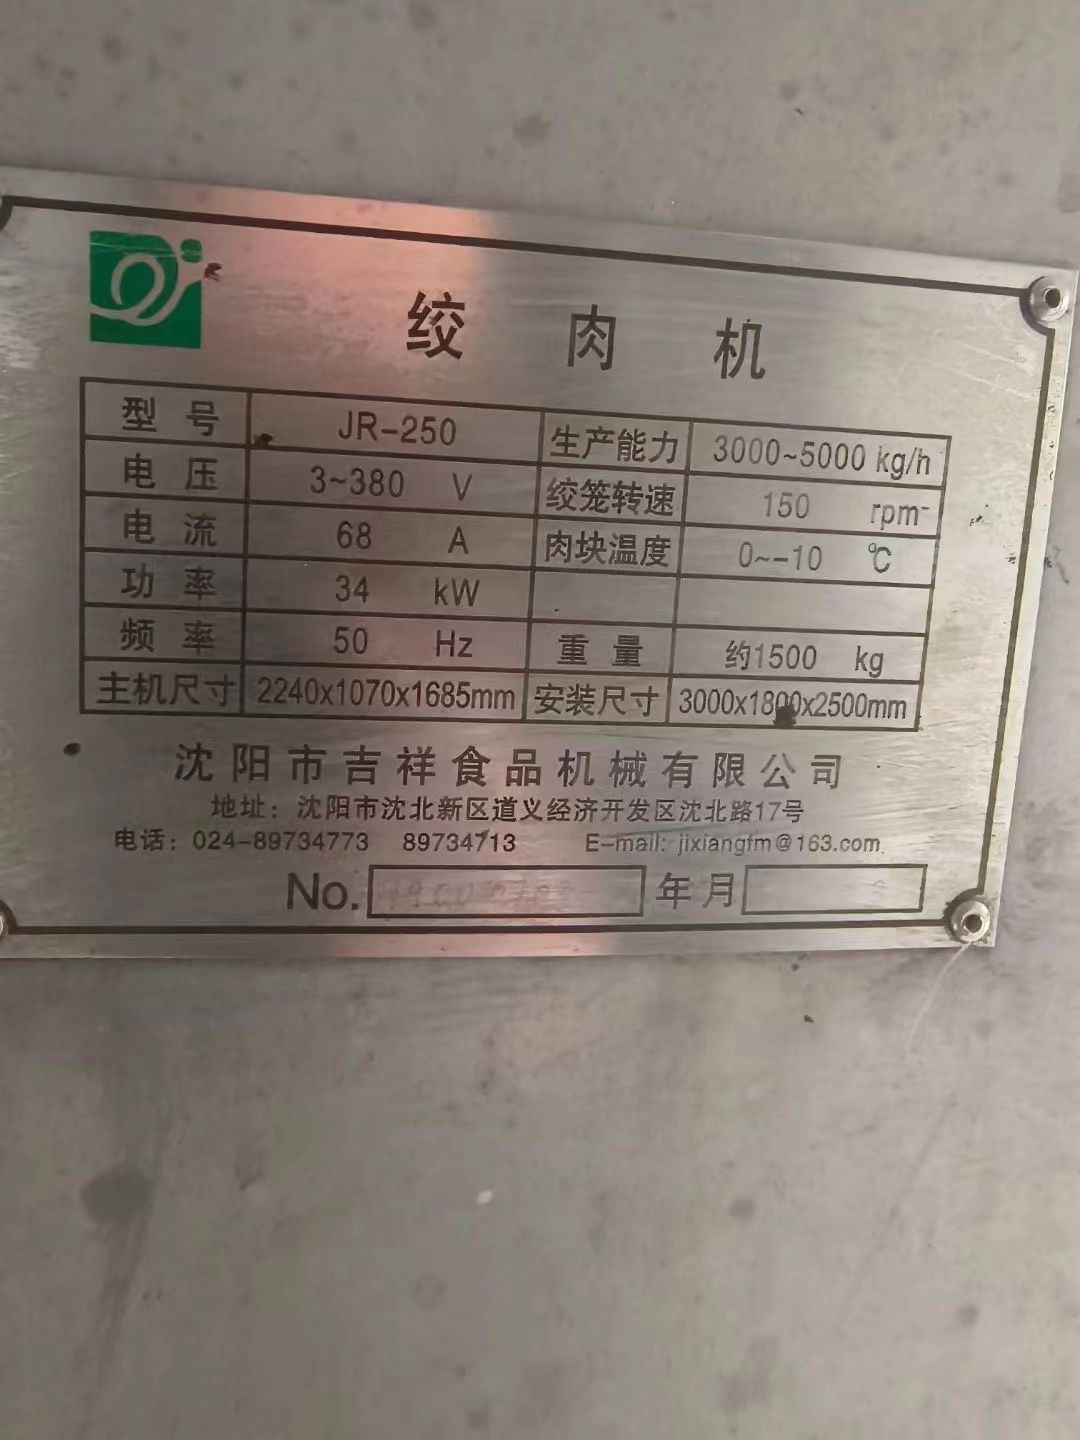 绞肉机
型号 JR-250 生产能力 3000~5000 kg/h
电压 3~380 V 绞笼转速 150 rpm-
电流 68 A 肉块温度 0~-10 ℃
功率 34 kW
频率 50 Hz 重量 约1500 kg
主机尺寸 2240x1070x1685mm 安装尺寸 3000x1800x2500mm
沈阳市吉祥食品机械有限公司
地址：沈阳市沈北新区道义经济开发区沈北路17号
电话：024-89734773 89734713 E-mail: jixiangfm@163.com
No. 年月